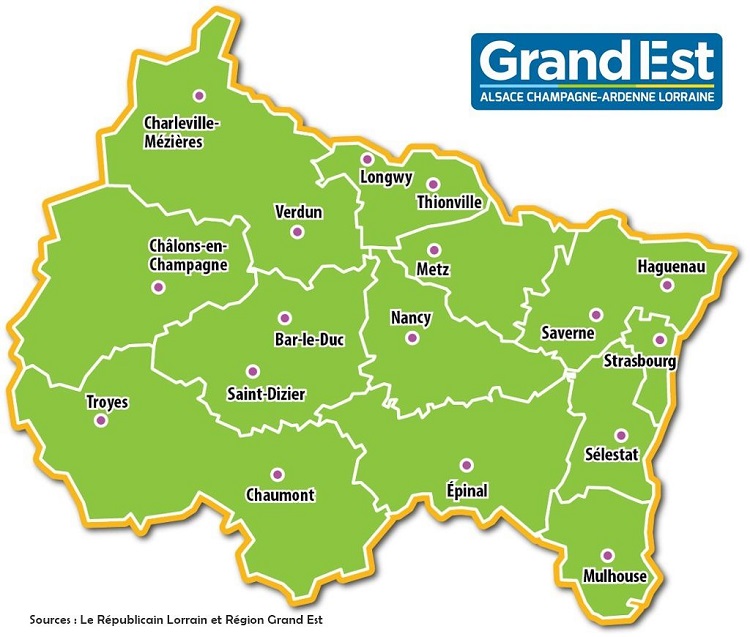 Grand Est
ALSACE CHAMPAGNE-ARDENNE LORRAINE
Charleville-
Mézières
Longwy
Thionville
Verdun
Châlons-en-
Champagne
Metz
Haguenau
Nancy
Saverne
Bar-le-Duc
Strasbourg
Saint-Dizier
Troyes
Sélestat
Chaumont
Épinal
Mulhouse
Sources : Le Républicain Lorrain et Région Grand Est